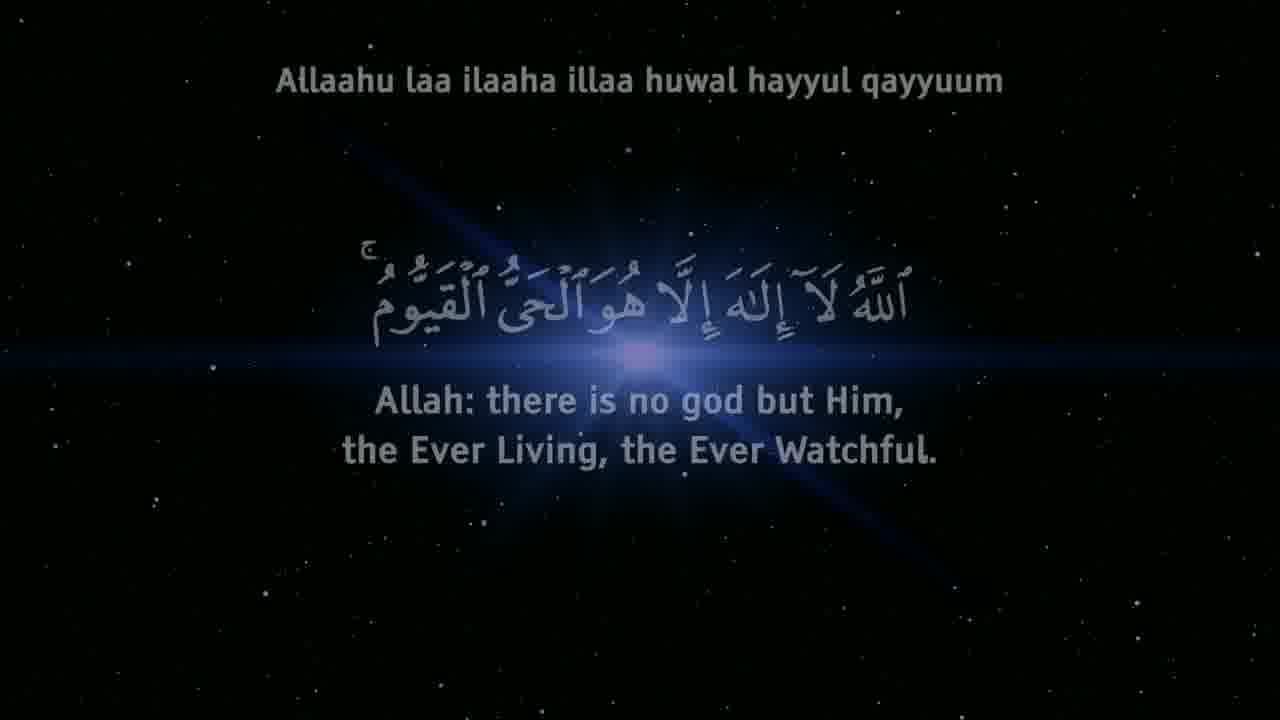 Allaahu laa ilaaha illaa huwal hayyul qayyuum
ٱللَّهُ لَآ إِلَـٰهَ إِلَّا هُوَ ٱلْحَىُّ ٱلْقَيُّومُ ۚ
Allah: there is no god but Him,
the Ever Living, the Ever Watchful.